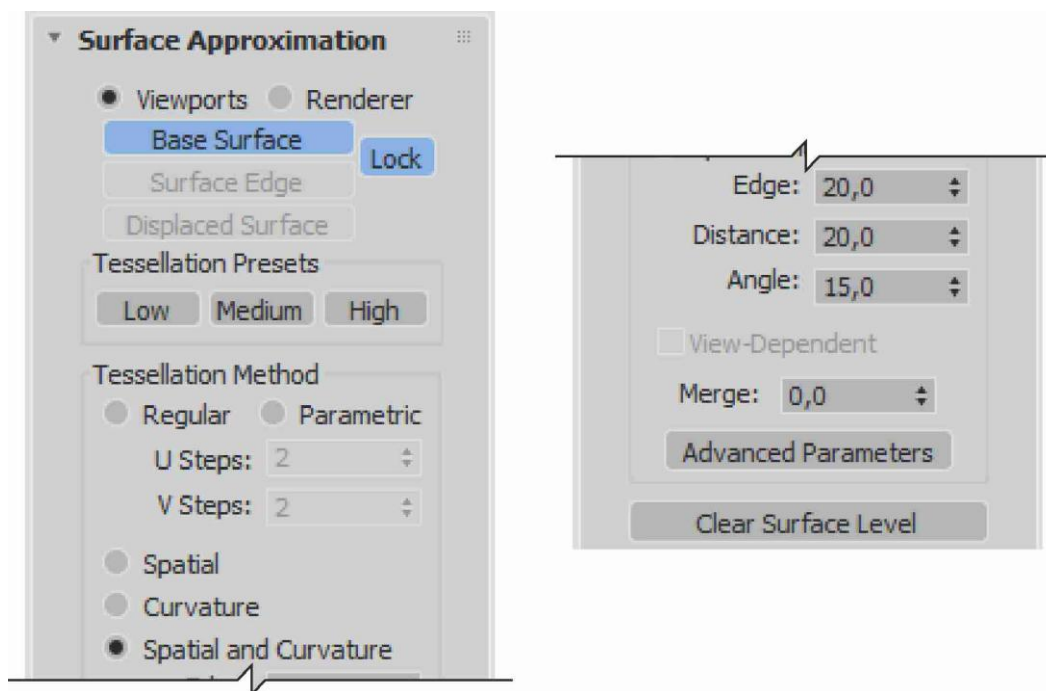 Surface Approximation
Viewports Renderer
Base Surface
Lock
Surface Edge
Displaced Surface
Tessellation Presets
Low Medium High
Tessellation Method
Regular Parametric
U Steps: 2
V Steps: 2
Spatial
Curvature
Spatial and Curvature
Edge: 20,0
Distance: 20,0
Angle: 15,0
View-Dependent
Merge: 0,0
Advanced Parameters
Clear Surface Level